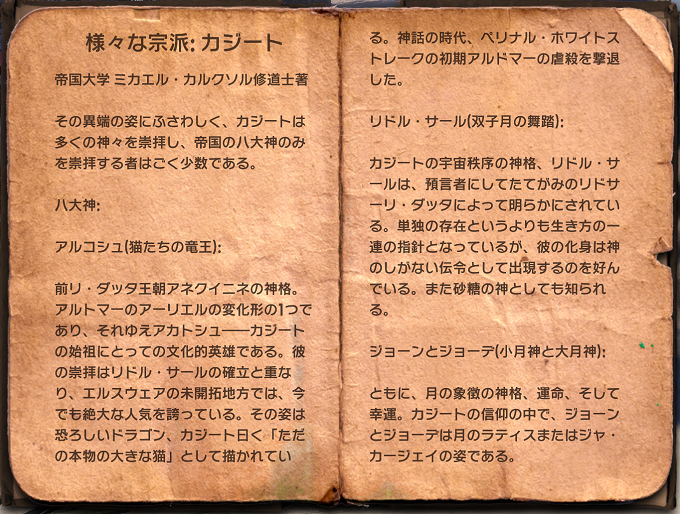 様々な宗派: カジート
帝国大学 ミカエル・カルクソル修道士著
その異端の姿にふさわしく、カジートは
多くの神々を崇拝し、帝国の八大神のみ
を崇拝する者はごく少数である。
八大神:
アルコシュ(猫たちの竜王):
前リ・ダッタ王朝アネクイニネの神格。
アルトマーのアーリエルの変化形の1つで
あり、それゆえアカトシュ――カジート
の始祖にとっての文化的英雄である。彼
の崇拝はリドル・サールの確立と重な
り、エルスウェアの未開拓地方では、今
でも絶大な人気を誇っている。その姿は
恐ろしいドラゴン、カジート曰く「ただ
の本物の大きな猫」として描かれてい
る。神話の時代、ペリナル・ホワイトス
トレークの初期アルドマーの虐殺を撃退
した。
リドル・サール(双子月の舞踏):
カジートの宇宙秩序の神格、リドル・サ
ールは、預言者にしてたてがみのリドサ
ーリ・ダッタによって明らかにされてい
る。単独の存在というよりも生き方の一
連の指針となっているが、彼の化身は神
のしがない伝令として出現するのを好ん
でいる。また砂糖の神としても知られ
る。
ジョーンとジョーデ(小月神と大月神):
ともに、月の象徴の神格、運命、そして
幸運。カジートの信仰の中で、ジョーン
とジョーデは月のラティスまたはジャ・
カージェイの姿である。